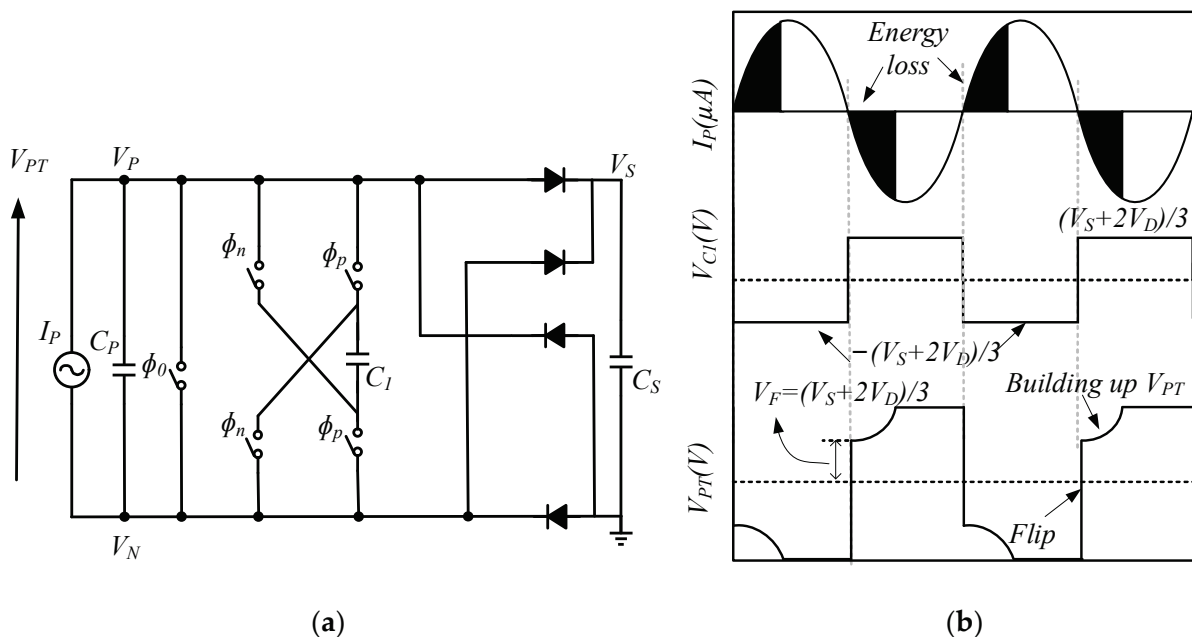 V_PT
V_P
V_S
ϕ_n
ϕ_p
I_P
C_P
ϕ_0
C_1
C_S
ϕ_n
ϕ_p
V_N
(a)
I_P(μA)
Energy
loss
V_C1(V)
(V_S+2V_D)/3
−(V_S+2V_D)/3
V_PT(V)
V_F=(V_S+2V_D)/3
Building up V_PT
Flip
(b)